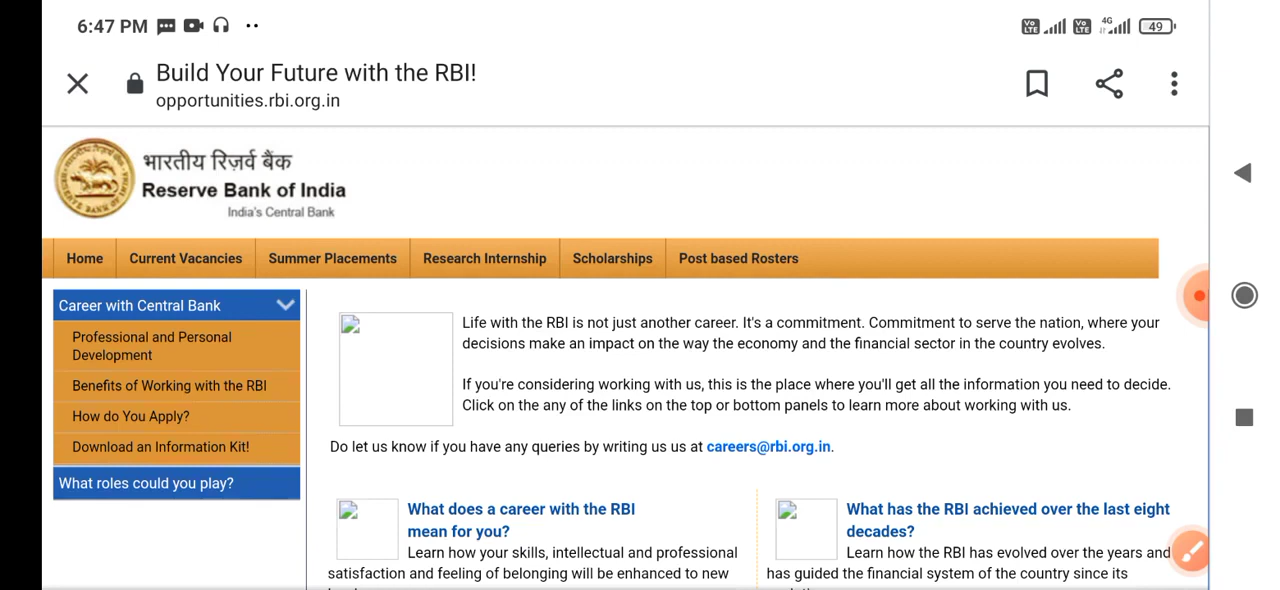 6:47 PM
VO LTE VO LTE 4G 49
Build Your Future with the RBI!
opportunities.rbi.org.in
भारतीय रिज़र्व बैंक
Reserve Bank of India
India's Central Bank
Home Current Vacancies Summer Placements Research Internship Scholarships Post based Rosters
Career with Central Bank
Professional and Personal
Development
Benefits of Working with the RBI
How do You Apply?
Download an Information Kit!
What roles could you play?
Life with the RBI is not just another career. It's a commitment. Commitment to serve the nation, where your
decisions make an impact on the way the economy and the financial sector in the country evolves.
If you're considering working with us, this is the place where you'll get all the information you need to decide.
Click on the any of the links on the top or bottom panels to learn more about working with us.
Do let us know if you have any queries by writing us us at careers@rbi.org.in.
What does a career with the RBI
mean for you?
Learn how your skills, intellectual and professional
satisfaction and feeling of belonging will be enhanced to new
What has the RBI achieved over the last eight
decades?
Learn how the RBI has evolved over the years and
has guided the financial system of the country since its